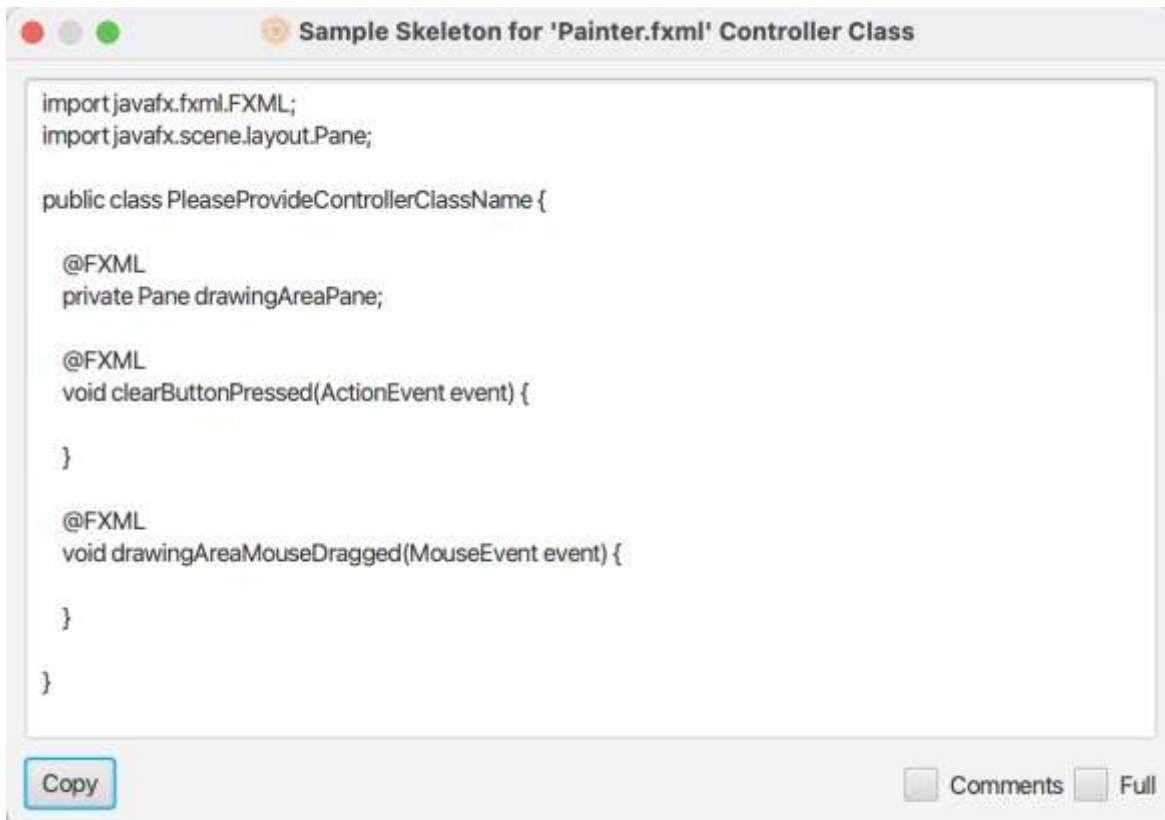 Sample Skeleton for 'Painter.fxml' Controller Class
import javafx.fxml.FXML;
import javafx.scene.layout.Pane;
public class PleaseProvideControllerClassName {
@FXML
private Pane drawingAreaPane;
@FXML
void clearButtonPressed(ActionEvent event) {
}
@FXML
void drawingAreaMouseDragged(MouseEvent event) {
}
}
Copy Comments Full